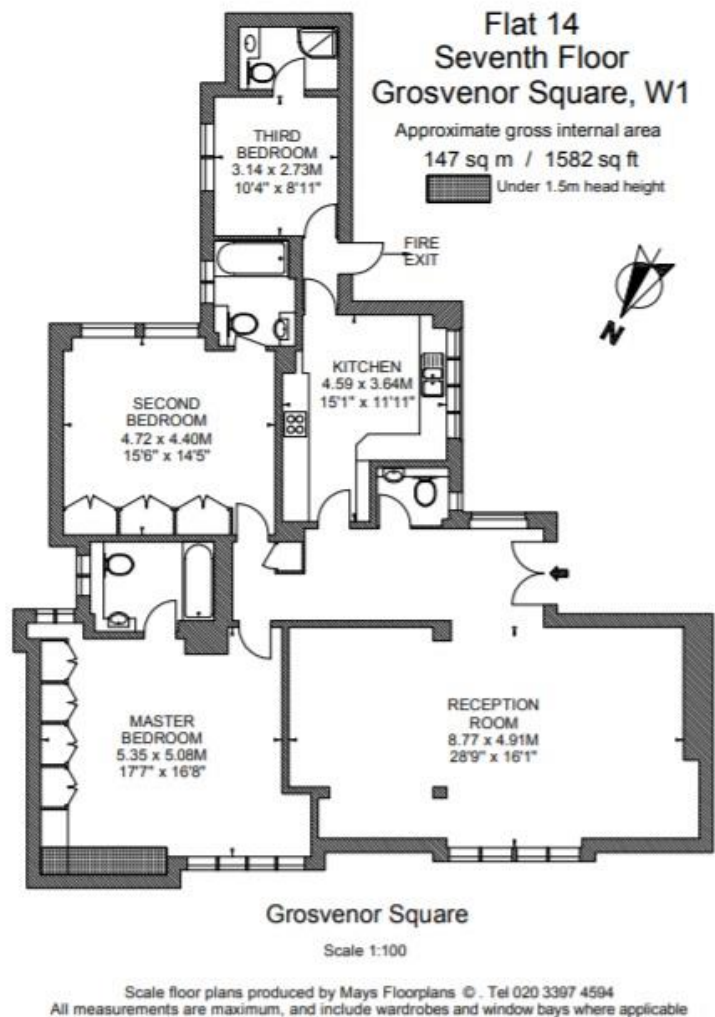 Flat 14
Seventh Floor
Grosvenor Square, W1
Approximate gross internal area
147 sq m / 1582 sq ft
Under 1.5m head height
THIRD
BEDROOM
3.14 x 2.73M
10'4" x 8'11"
FIRE
EXIT
N
KITCHEN
4.59 x 3.64M
15'1" x 11'11"
SECOND
BEDROOM
4.72 x 4.40M
15'6" x 14'5"
RECEPTION
ROOM
8.77 x 4.91M
28'9" x 16'1"
MASTER
BEDROOM
5.35 x 5.08M
17'7" x 16'8"
Grosvenor Square
Scale 1:100
Scale floor plans produced by Mays Floorplans © . Tel 020 3397 4594
All measurements are maximum, and include wardrobes and window bays where applicable